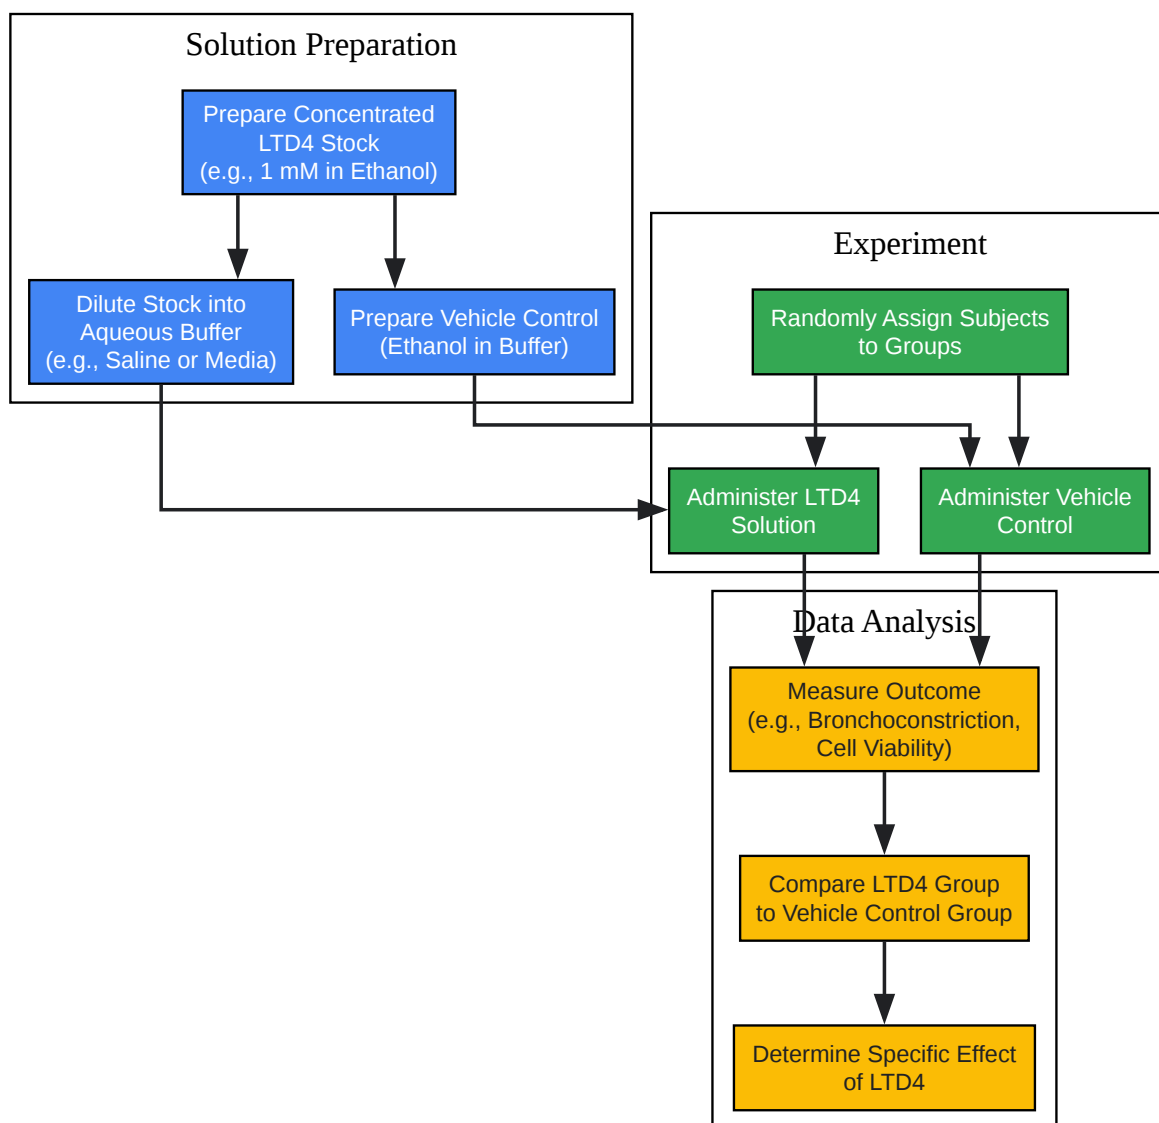 Solution Preparation
Prepare Concentrated
LTD4 Stock
(e.g., 1 mM in Ethanol)
Dilute Stock into
Aqueous Buffer
(e.g., Saline or Media)
Prepare Vehicle Control
(Ethanol in Buffer)
Experiment
Randomly Assign Subjects
to Groups
Administer LTD4
Solution
Administer Vehicle
Control
Data Analysis
Measure Outcome
(e.g., Bronchoconstriction,
Cell Viability)
Compare LTD4 Group
to Vehicle Control Group
Determine Specific Effect
of LTD4